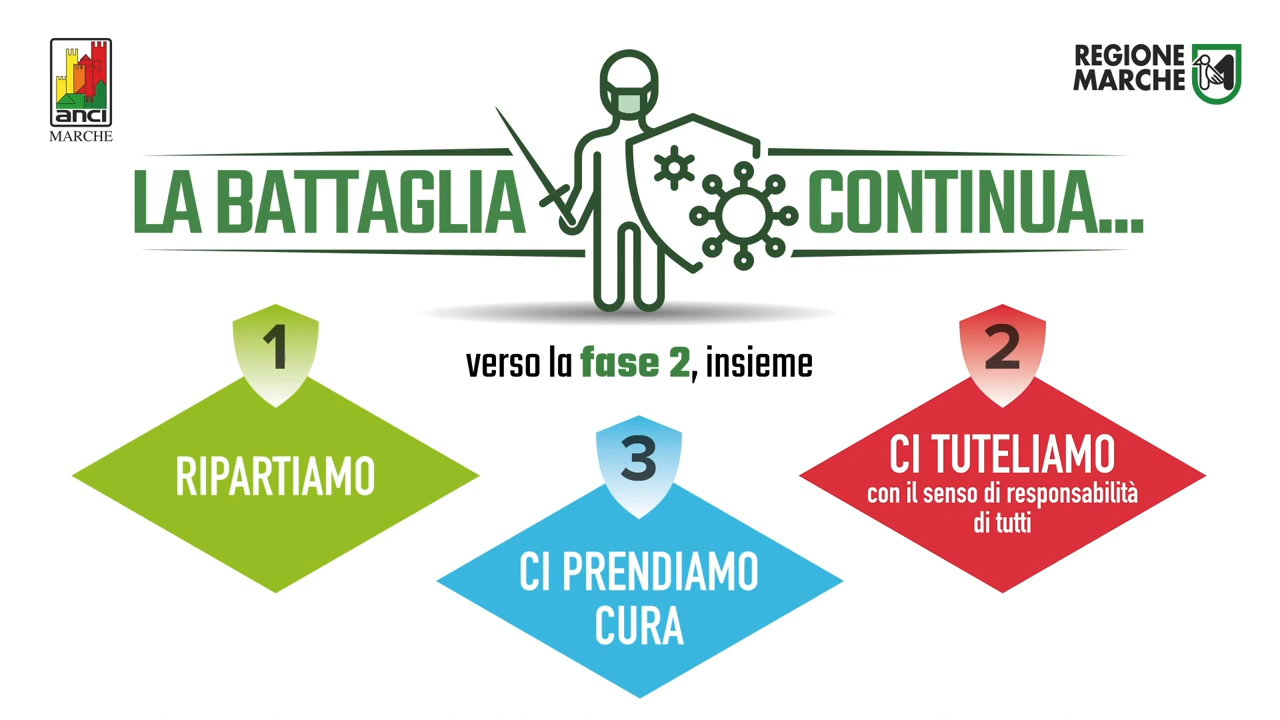 anci
MARCHE
REGIONE
MARCHE
LA BATTAGLIA CONTINUA...
verso la fase 2, insieme
1
RIPARTIAMO
2
CI TUTELIAMO
con il senso di responsabilità
di tutti
3
CI PRENDIAMO
CURA